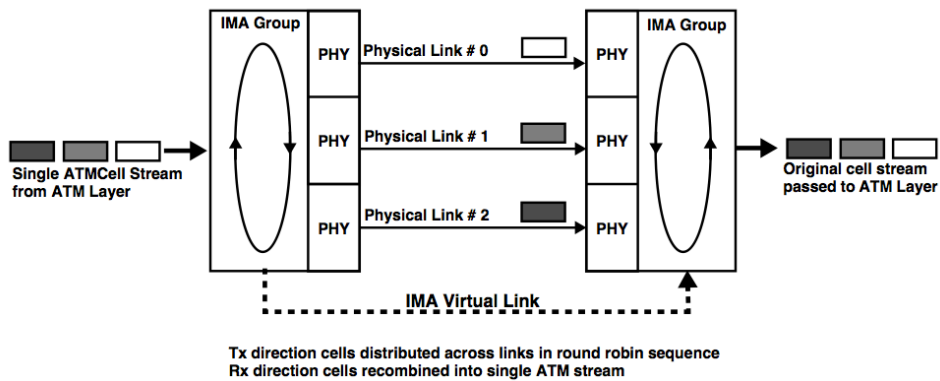 IMA Group
IMA Group
PHY
Physical Link # 0
PHY
Single ATMCell Stream
from ATM Layer
PHY
Physical Link # 1
PHY
Original cell stream
passed to ATM Layer
PHY
Physical Link # 2
PHY
IMA Virtual Link
Tx direction cells distributed across links in round robin sequence
Rx direction cells recombined into single ATM stream